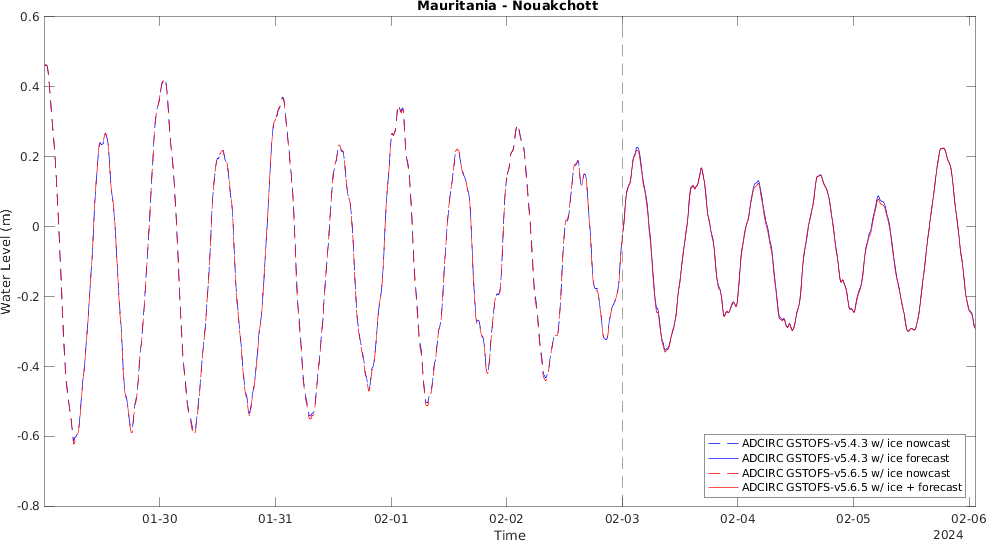 Mauritania - Nouakchott
0.6
0.4
0.2
0
-0.2
-0.4
-0.6
-0.8
Water Level (m)
01-30
01-31
02-01
02-02
02-03
02-04
02-05
02-06
Time
2024
ADCIRC GSTOFS-v5.4.3 w/ ice nowcast
ADCIRC GSTOFS-v5.4.3 w/ ice forecast
ADCIRC GSTOFS-v5.6.5 w/ ice nowcast
ADCIRC GSTOFS-v5.6.5 w/ ice + forecast